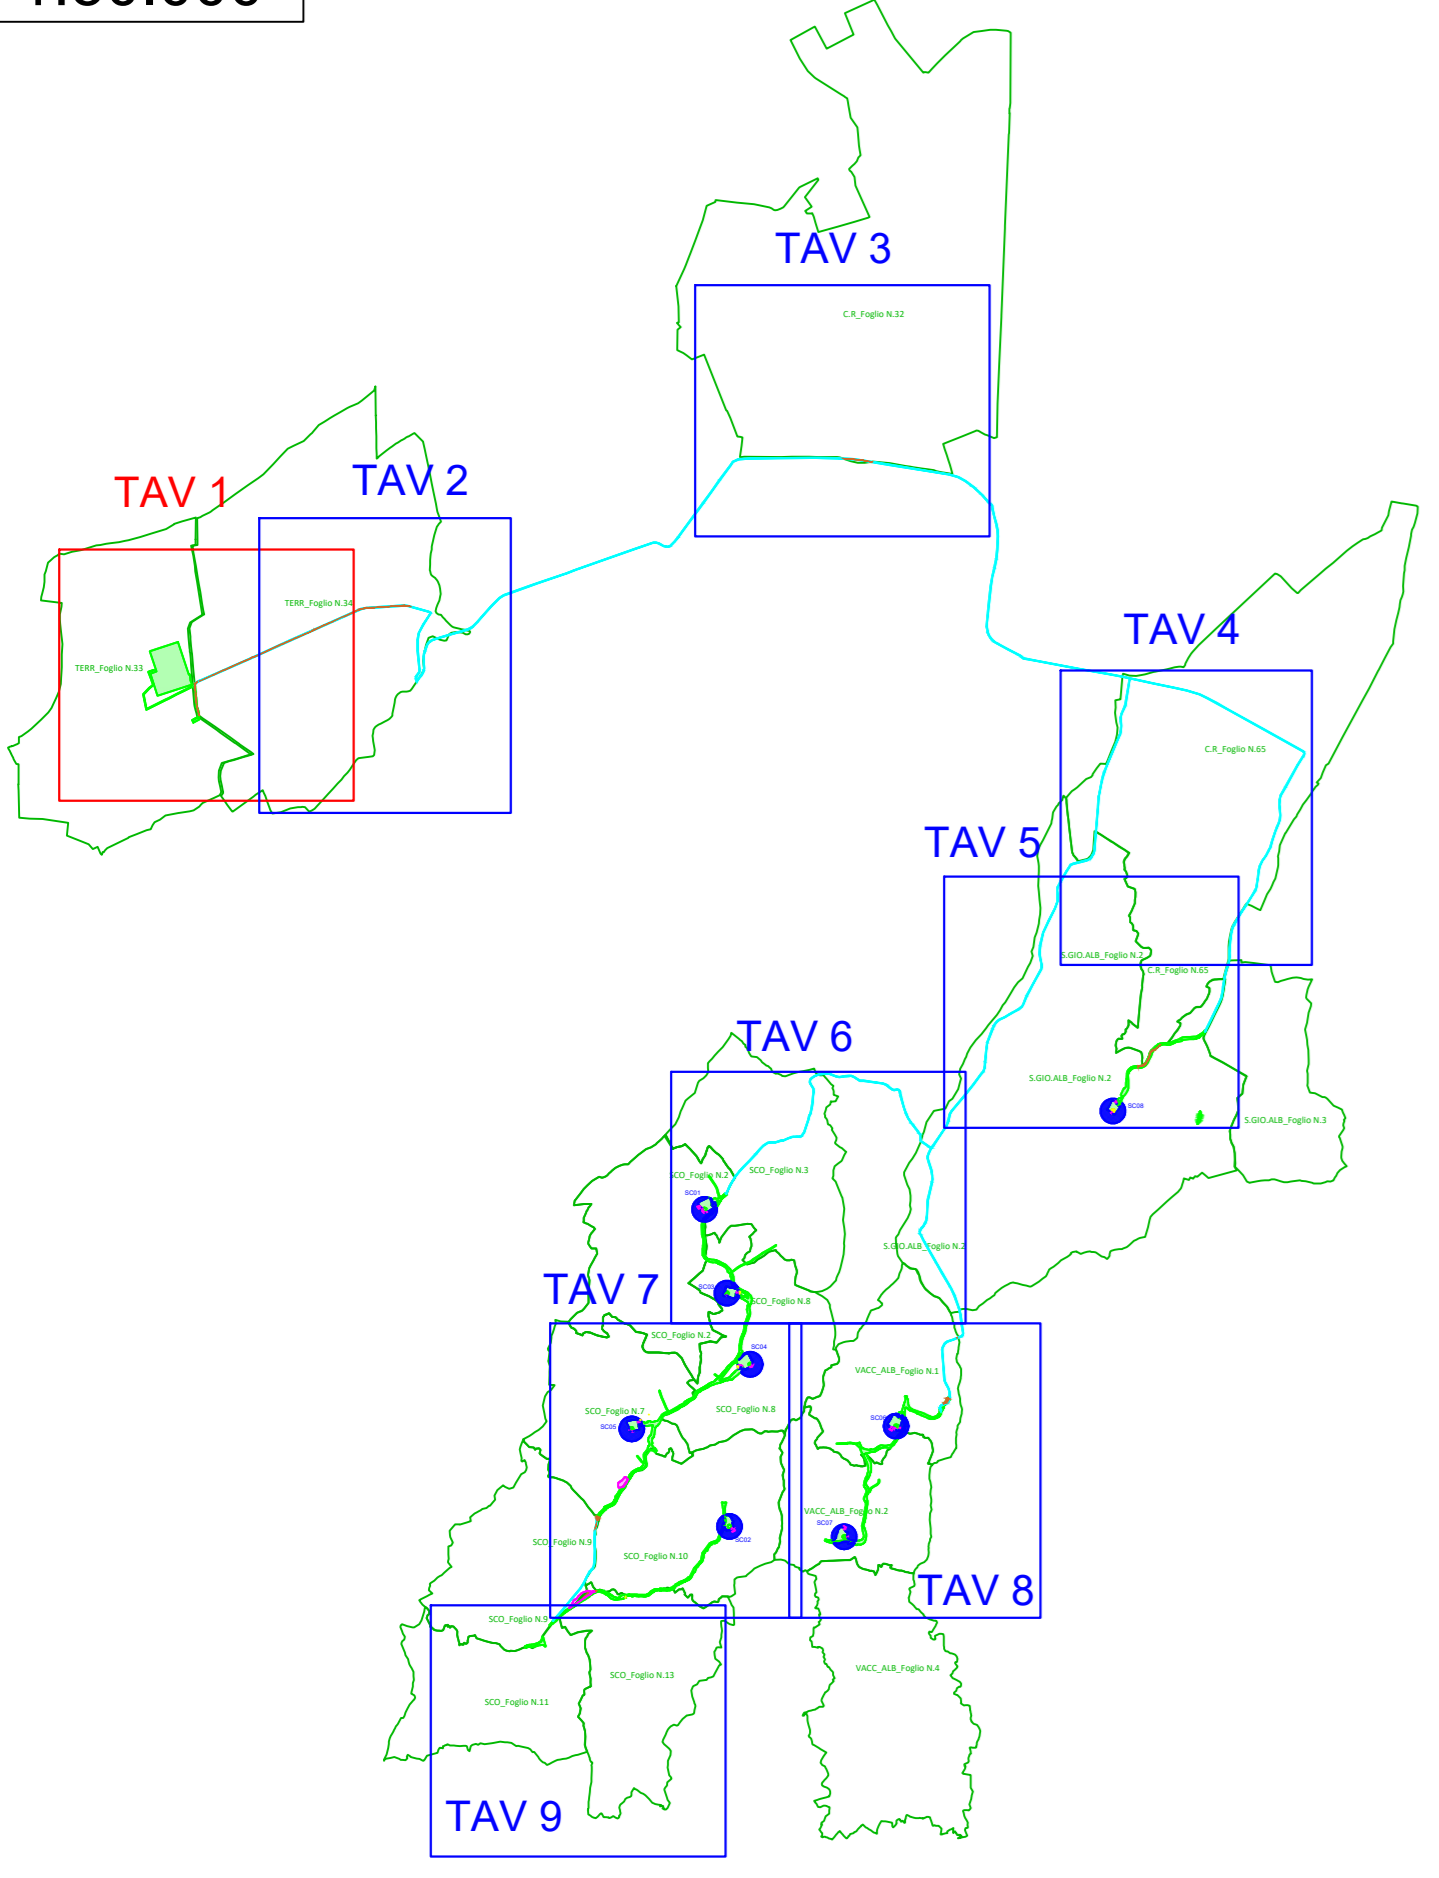 TAV 3
C.R_Foglio N.32
TAV 2
TAV 1
TERR_Foglio N.34
TERR_Foglio N.33
TAV 4
C.R_Foglio N.65
TAV 5
S.GIO.ALB_Foglio N.2
C.R_Foglio N.65
TAV 6
S.GIO.ALB_Foglio N.2
SC08
S.GIO.ALB_Foglio N.3
SCO_Foglio N.3
SCO_Foglio N.2
SC01
S.GIO.ALB_Foglio N.2
TAV 7
SC03
SCO_Foglio N.8
SCO_Foglio N.2
SC04
VACC_ALB_Foglio N.1
SCO_Foglio N.7
SCO_Foglio N.8
SC05
VACC_ALB_Foglio N.2
SC07
SC02
SCO_Foglio N.9
SCO_Foglio N.10
TAV 8
SCO_Foglio N.9
VACC_ALB_Foglio N.4
SCO_Foglio N.13
SCO_Foglio N.11
TAV 9